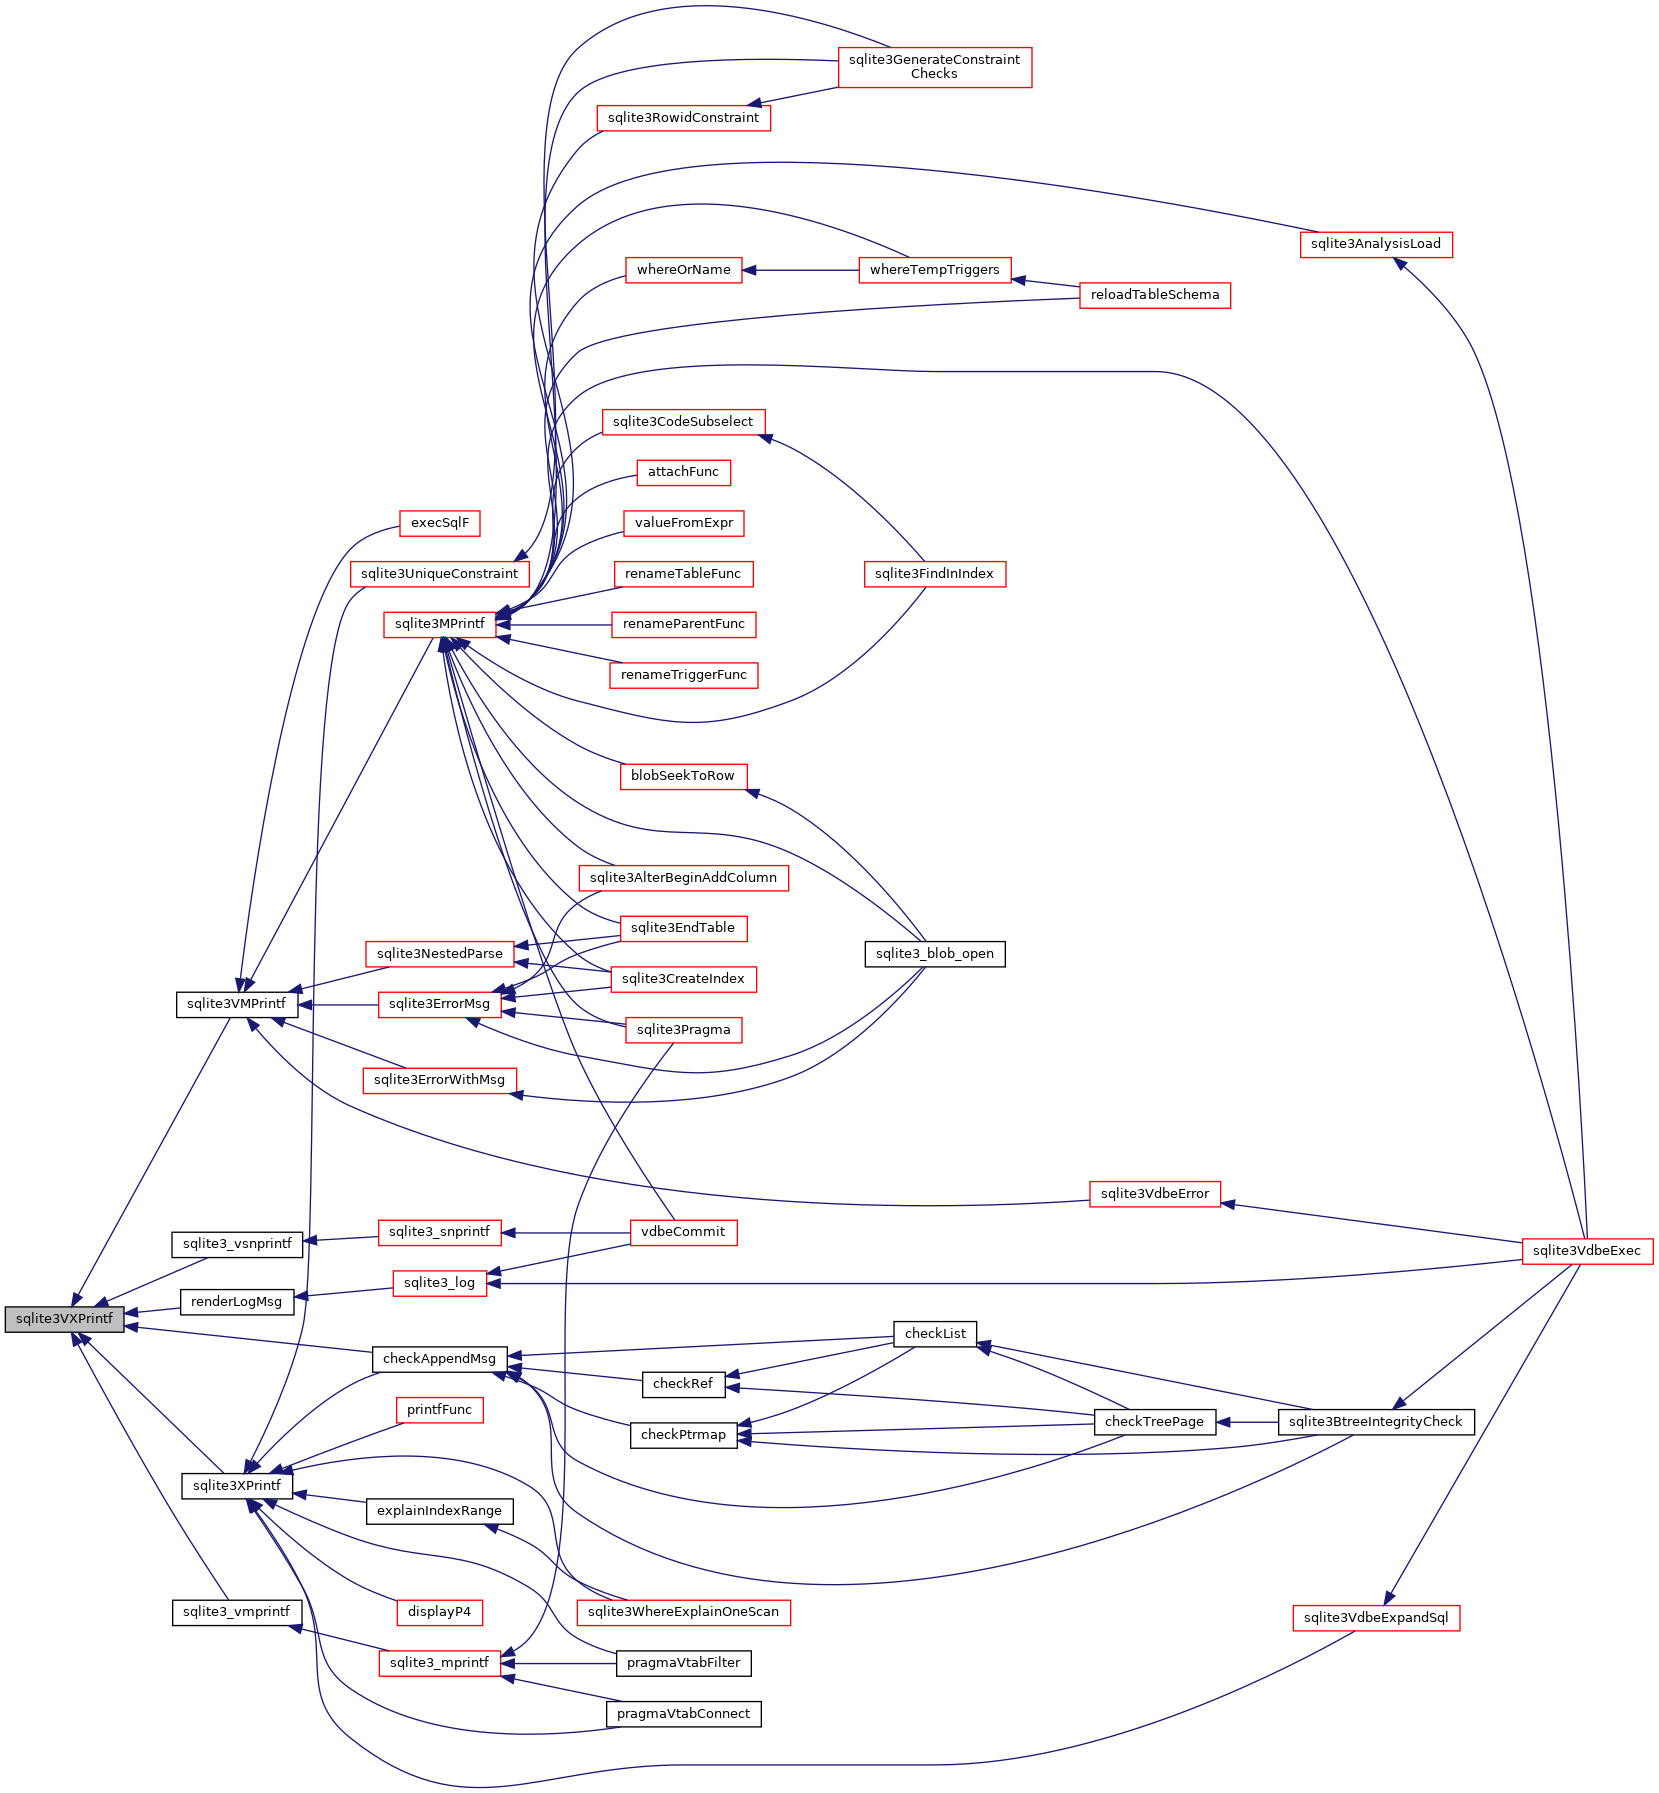 sqlite3GenerateConstraint
Checks
sqlite3RowidConstraint
sqlite3AnalysisLoad
whereOrName
whereTempTriggers
reloadTableSchema
sqlite3CodeSubselect
attachFunc
execSqlF
valueFromExpr
sqlite3UniqueConstraint
renameTableFunc
sqlite3FindInIndex
sqlite3MPrintf
renameParentFunc
renameTriggerFunc
blobSeekToRow
sqlite3AlterBeginAddColumn
sqlite3EndTable
sqlite3NestedParse
sqlite3_blob_open
sqlite3CreateIndex
sqlite3VMPrintf
sqlite3ErrorMsg
sqlite3Pragma
sqlite3ErrorWithMsg
sqlite3VdbeError
sqlite3_vsnprintf
sqlite3_snprintf
vdbeCommit
sqlite3VdbeExec
sqlite3_log
renderLogMsg
sqlite3VXPrintf
checkList
checkAppendMsg
checkRef
printfFunc
checkTreePage
sqlite3BtreeIntegrityCheck
checkPtrmap
sqlite3XPrintf
explainIndexRange
sqlite3_vmprintf
displayP4
sqlite3WhereExplainOneScan
sqlite3VdbeExpandSql
sqlite3_mprintf
pragmaVtabFilter
pragmaVtabConnect